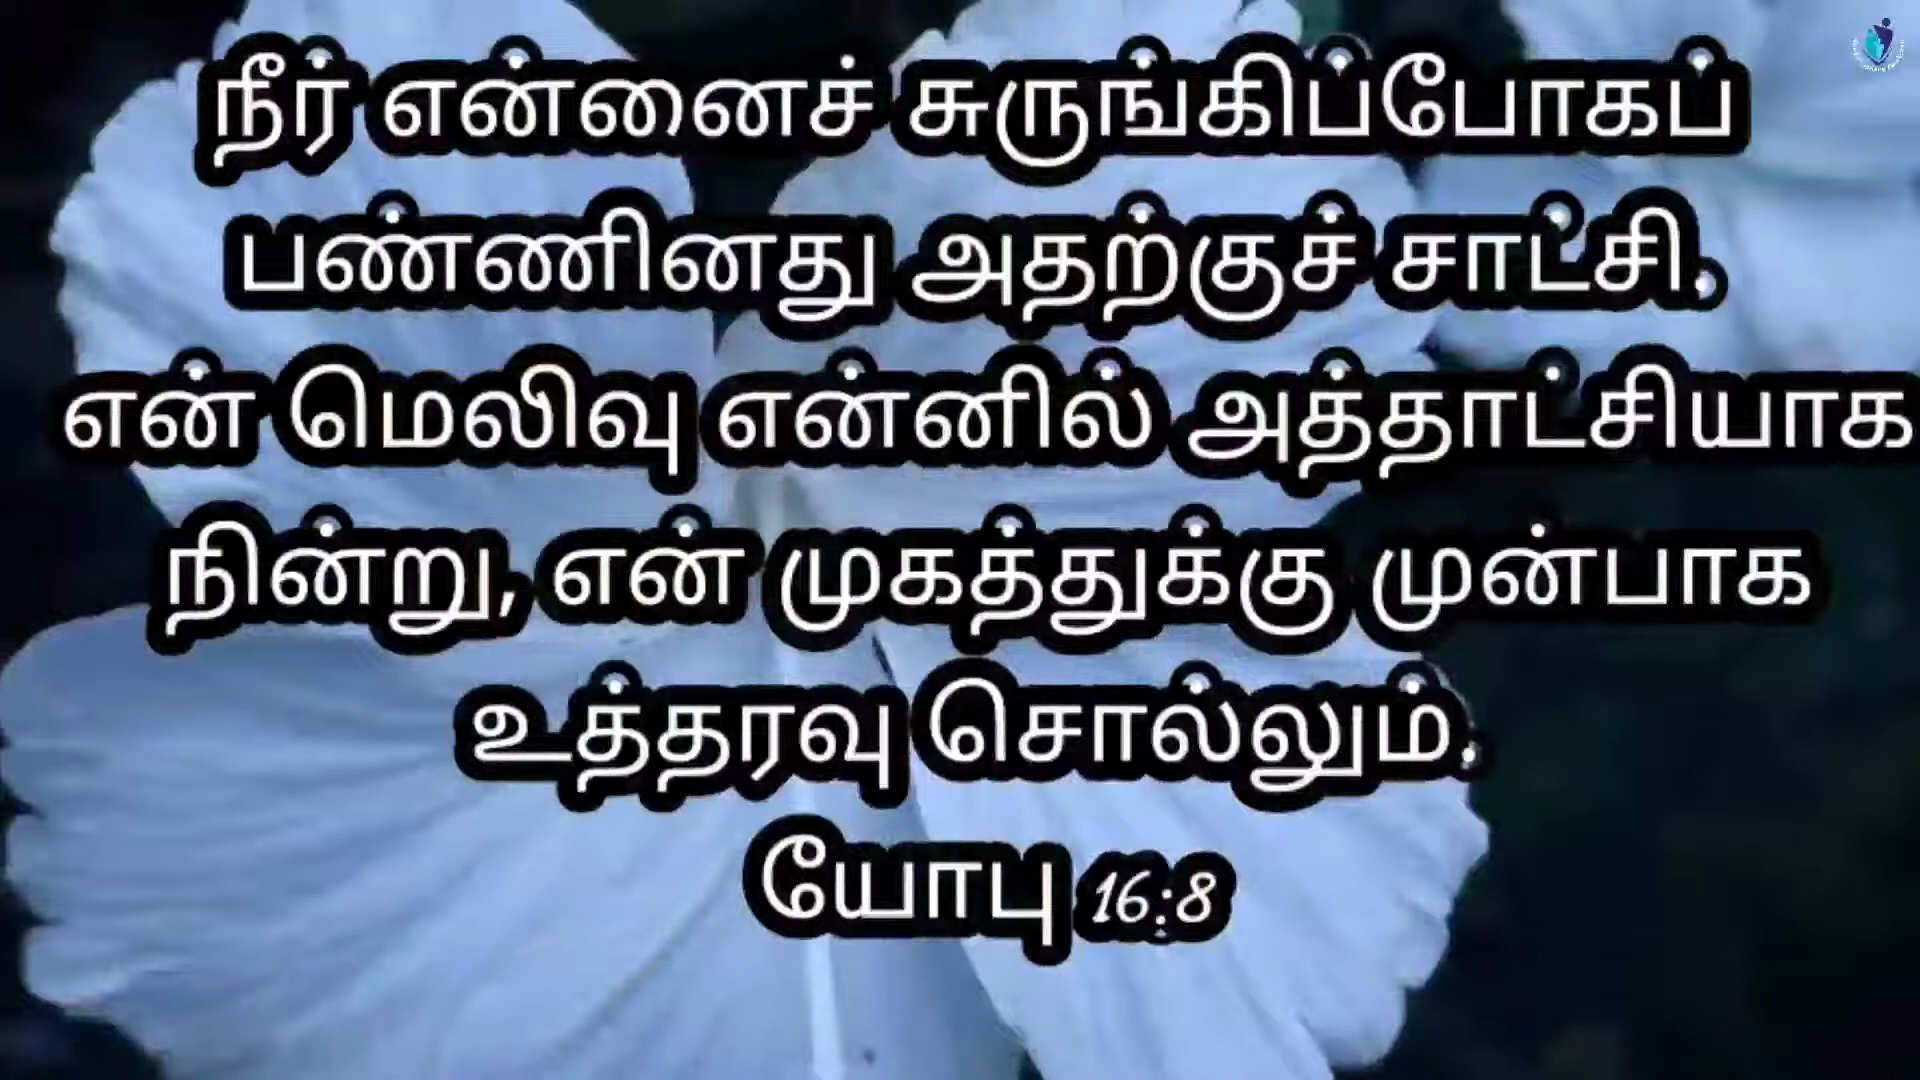 நீர் என்னைச் சுருங்கிப்போகப்
பண்ணினது அதற்குச் சாட்சி.
என் மெலிவு என்னில் அத்தாட்சியாக
நின்று, என் முகத்துக்கு முன்பாக
உத்தரவு சொல்லும்.
யோபு 16:8